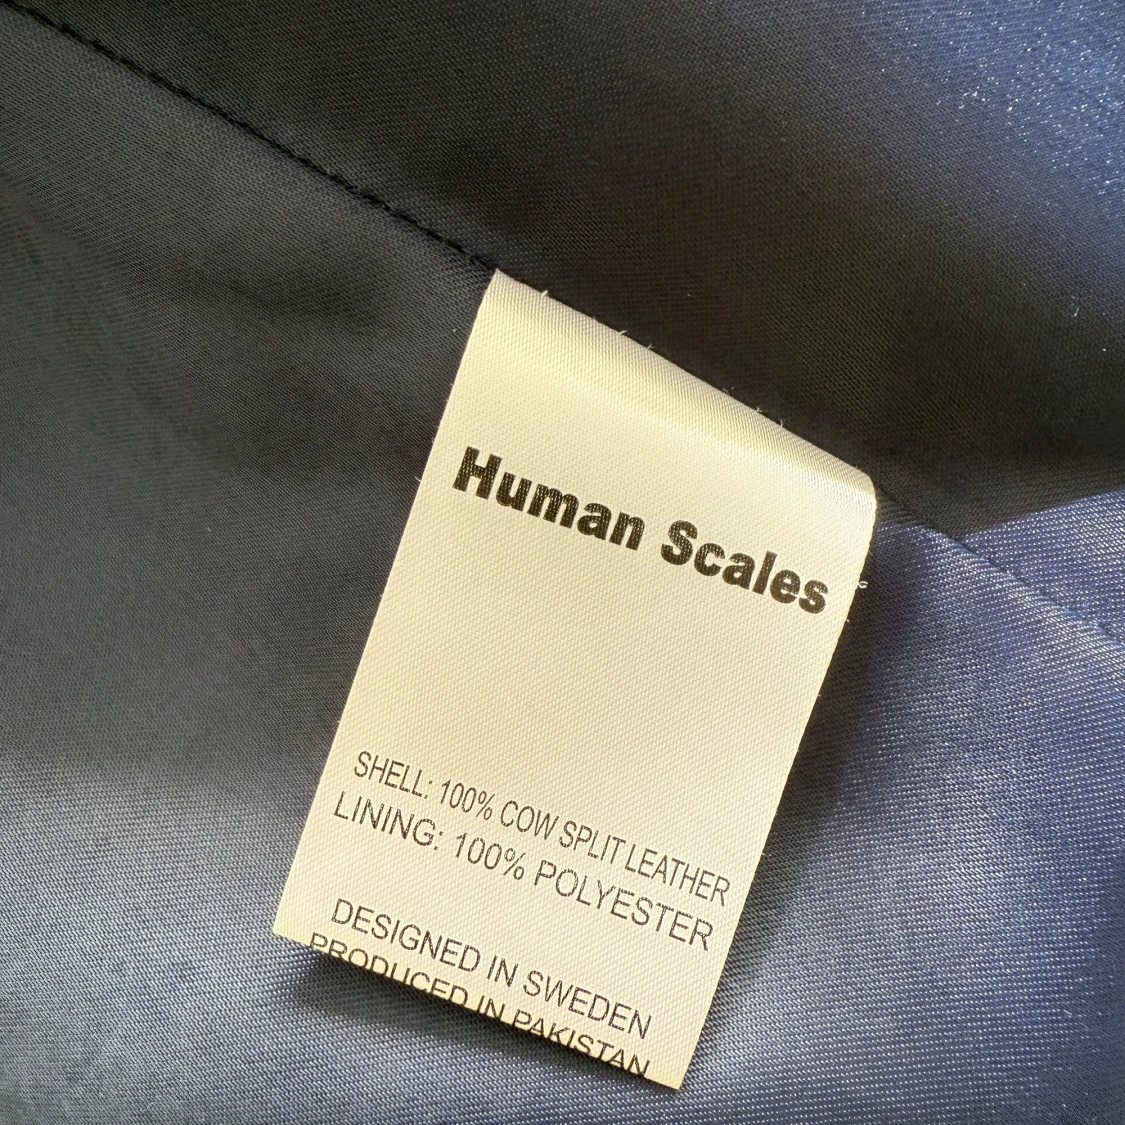 Human Scales
SHELL: 100% COW SPLIT LEATHER
LINING: 100% POLYESTER
DESIGNED IN SWEDEN
PRODUCED IN PAKISTAN